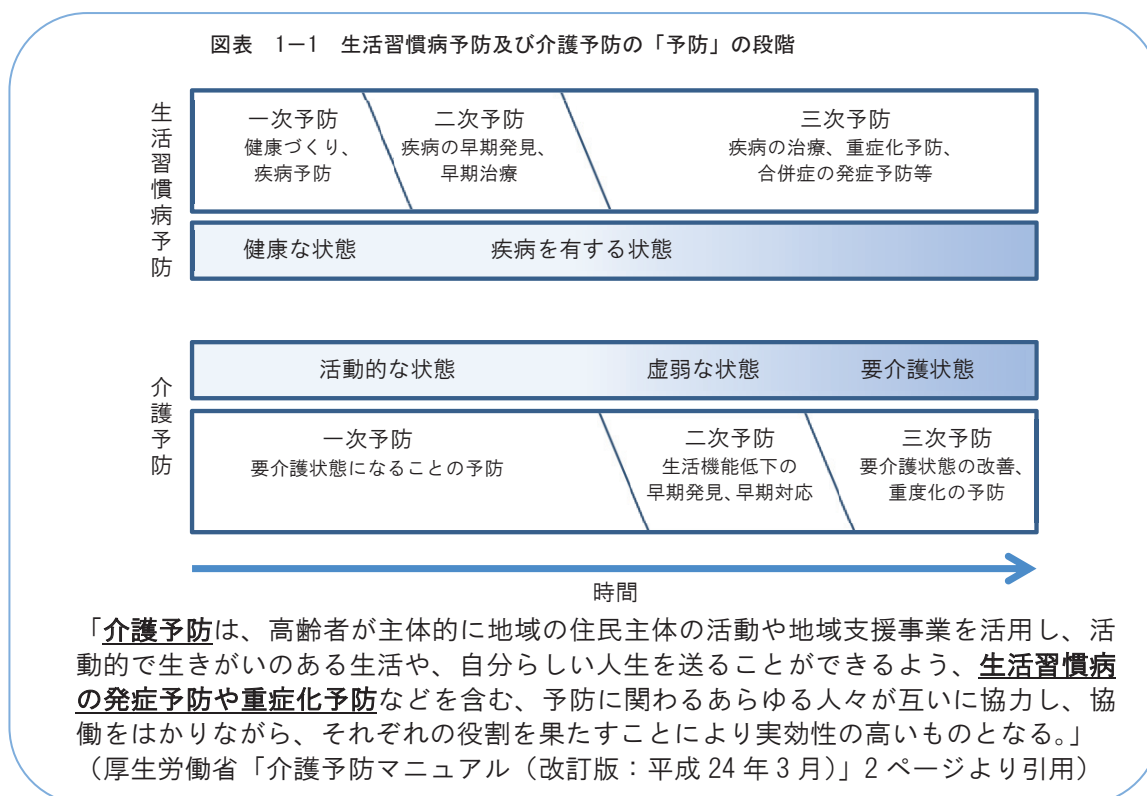 図表 1−1 生活習慣病予防及び介護予防の「予防」の段階
生活習慣病予防
一次予防
健康づくり、
疾病予防
二次予防
疾病の早期発見、
早期治療
三次予防
疾病の治療、重症化予防、
合併症の発症予防等
健康な状態
疾病を有する状態
介護予防
活動的な状態
虚弱な状態
要介護状態
一次予防
要介護状態になることの予防
二次予防
生活機能低下の
早期発見、早期対応
三次予防
要介護状態の改善、
重度化の予防
時間
「介護予防は、高齢者が主体的に地域の住民主体の活動や地域支援事業を活用し、活
動的で生きがいのある生活や、自分らしい人生を送ることができるよう、生活習慣病
の発症予防や重症化予防などを含む、予防に関わるあらゆる人々が互いに協力し、協
働をはかりながら、それぞれの役割を果たすことにより実効性の高いものとなる。」
（厚生労働省「介護予防マニュアル（改訂版：平成 24 年 3 月）」2 ページより引用）